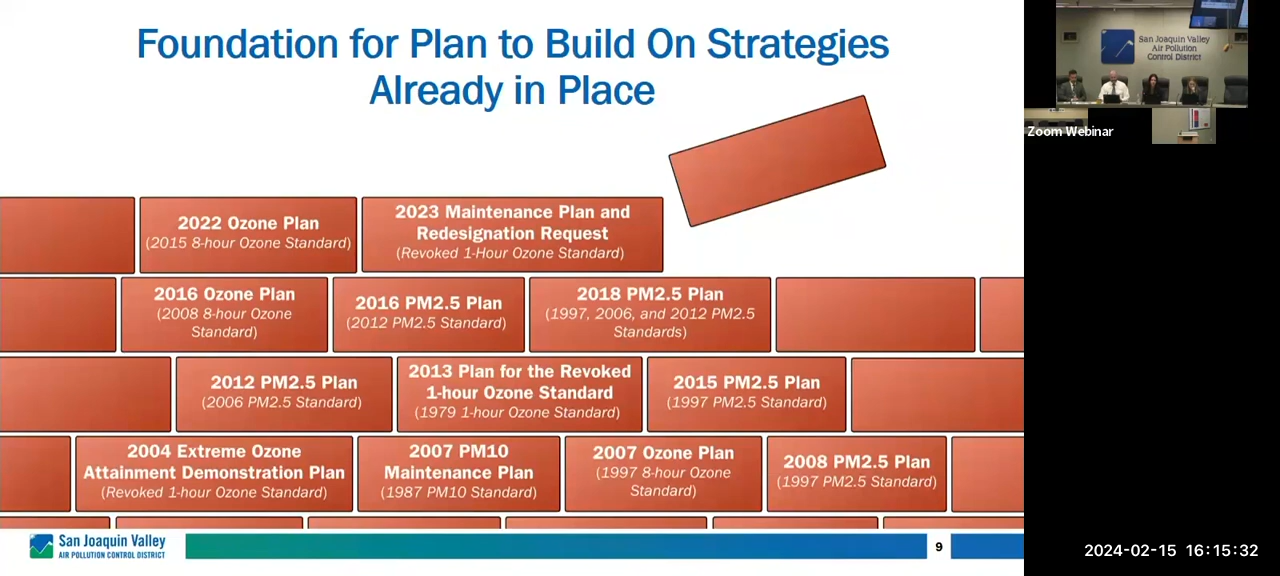 Foundation for Plan to Build On Strategies
Already in Place
San Joaquin Valley
Air Pollution
Control District
Zoom Webinar
2022 Ozone Plan
(2015 8-hour Ozone Standard)
2023 Maintenance Plan and
Redesignation Request
(Revoked 1-Hour Ozone Standard)
2016 Ozone Plan
(2008 8-hour Ozone
Standard)
2016 PM2.5 Plan
(2012 PM2.5 Standard)
2018 PM2.5 Plan
(1997, 2006, and 2012 PM2.5
Standards)
2012 PM2.5 Plan
(2006 PM2.5 Standard)
2013 Plan for the Revoked
1-hour Ozone Standard
(1979 1-hour Ozone Standard)
2015 PM2.5 Plan
(1997 PM2.5 Standard)
2004 Extreme Ozone
Attainment Demonstration Plan
(Revoked 1-hour Ozone Standard)
2007 PM10
Maintenance Plan
(1987 PM10 Standard)
2007 Ozone Plan
(1997 8-hour Ozone
Standard)
2008 PM2.5 Plan
(1997 PM2.5 Standard)
San Joaquin Valley
AIR POLLUTION CONTROL DISTRICT
9
2024-02-15 16:15:32